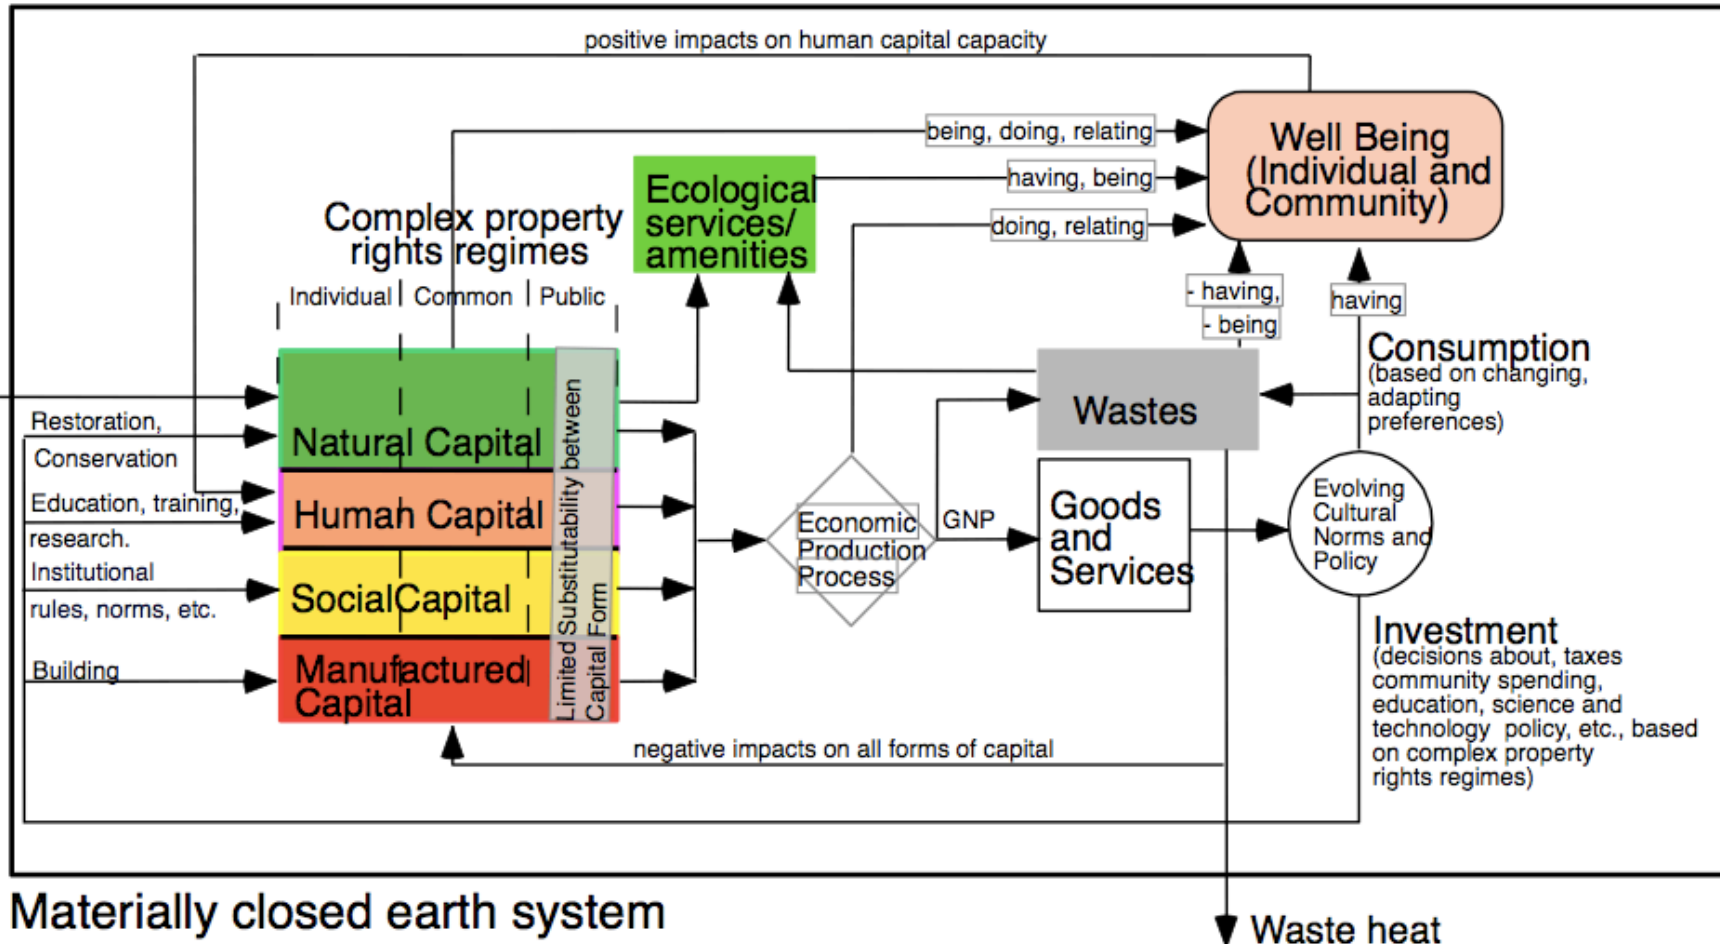 positive impacts on human capital capacity
being, doing, relating
Well Being
(Individual and
Community)
having, being
doing, relating
Ecological
services/
amenities
Complex property
rights regimes
Individual
Common
Public
- having,
- being
having
Consumption
(based on changing,
adapting
preferences)
Restoration,
Conservation
Education, training,
research.
Institutional
rules, norms, etc.
Building
Natural Capital
Human Capital
SocialCapital
Manufactured
Capital
Limited Substitutability between
Capital Form
Economic
Production
Process
GNP
Wastes
Goods
and
Services
Evolving
Cultural
Norms and
Policy
Investment
(decisions about, taxes
community spending,
education, science and
technology policy, etc., based
on complex property
rights regimes)
negative impacts on all forms of capital
Materially closed earth system
Waste heat